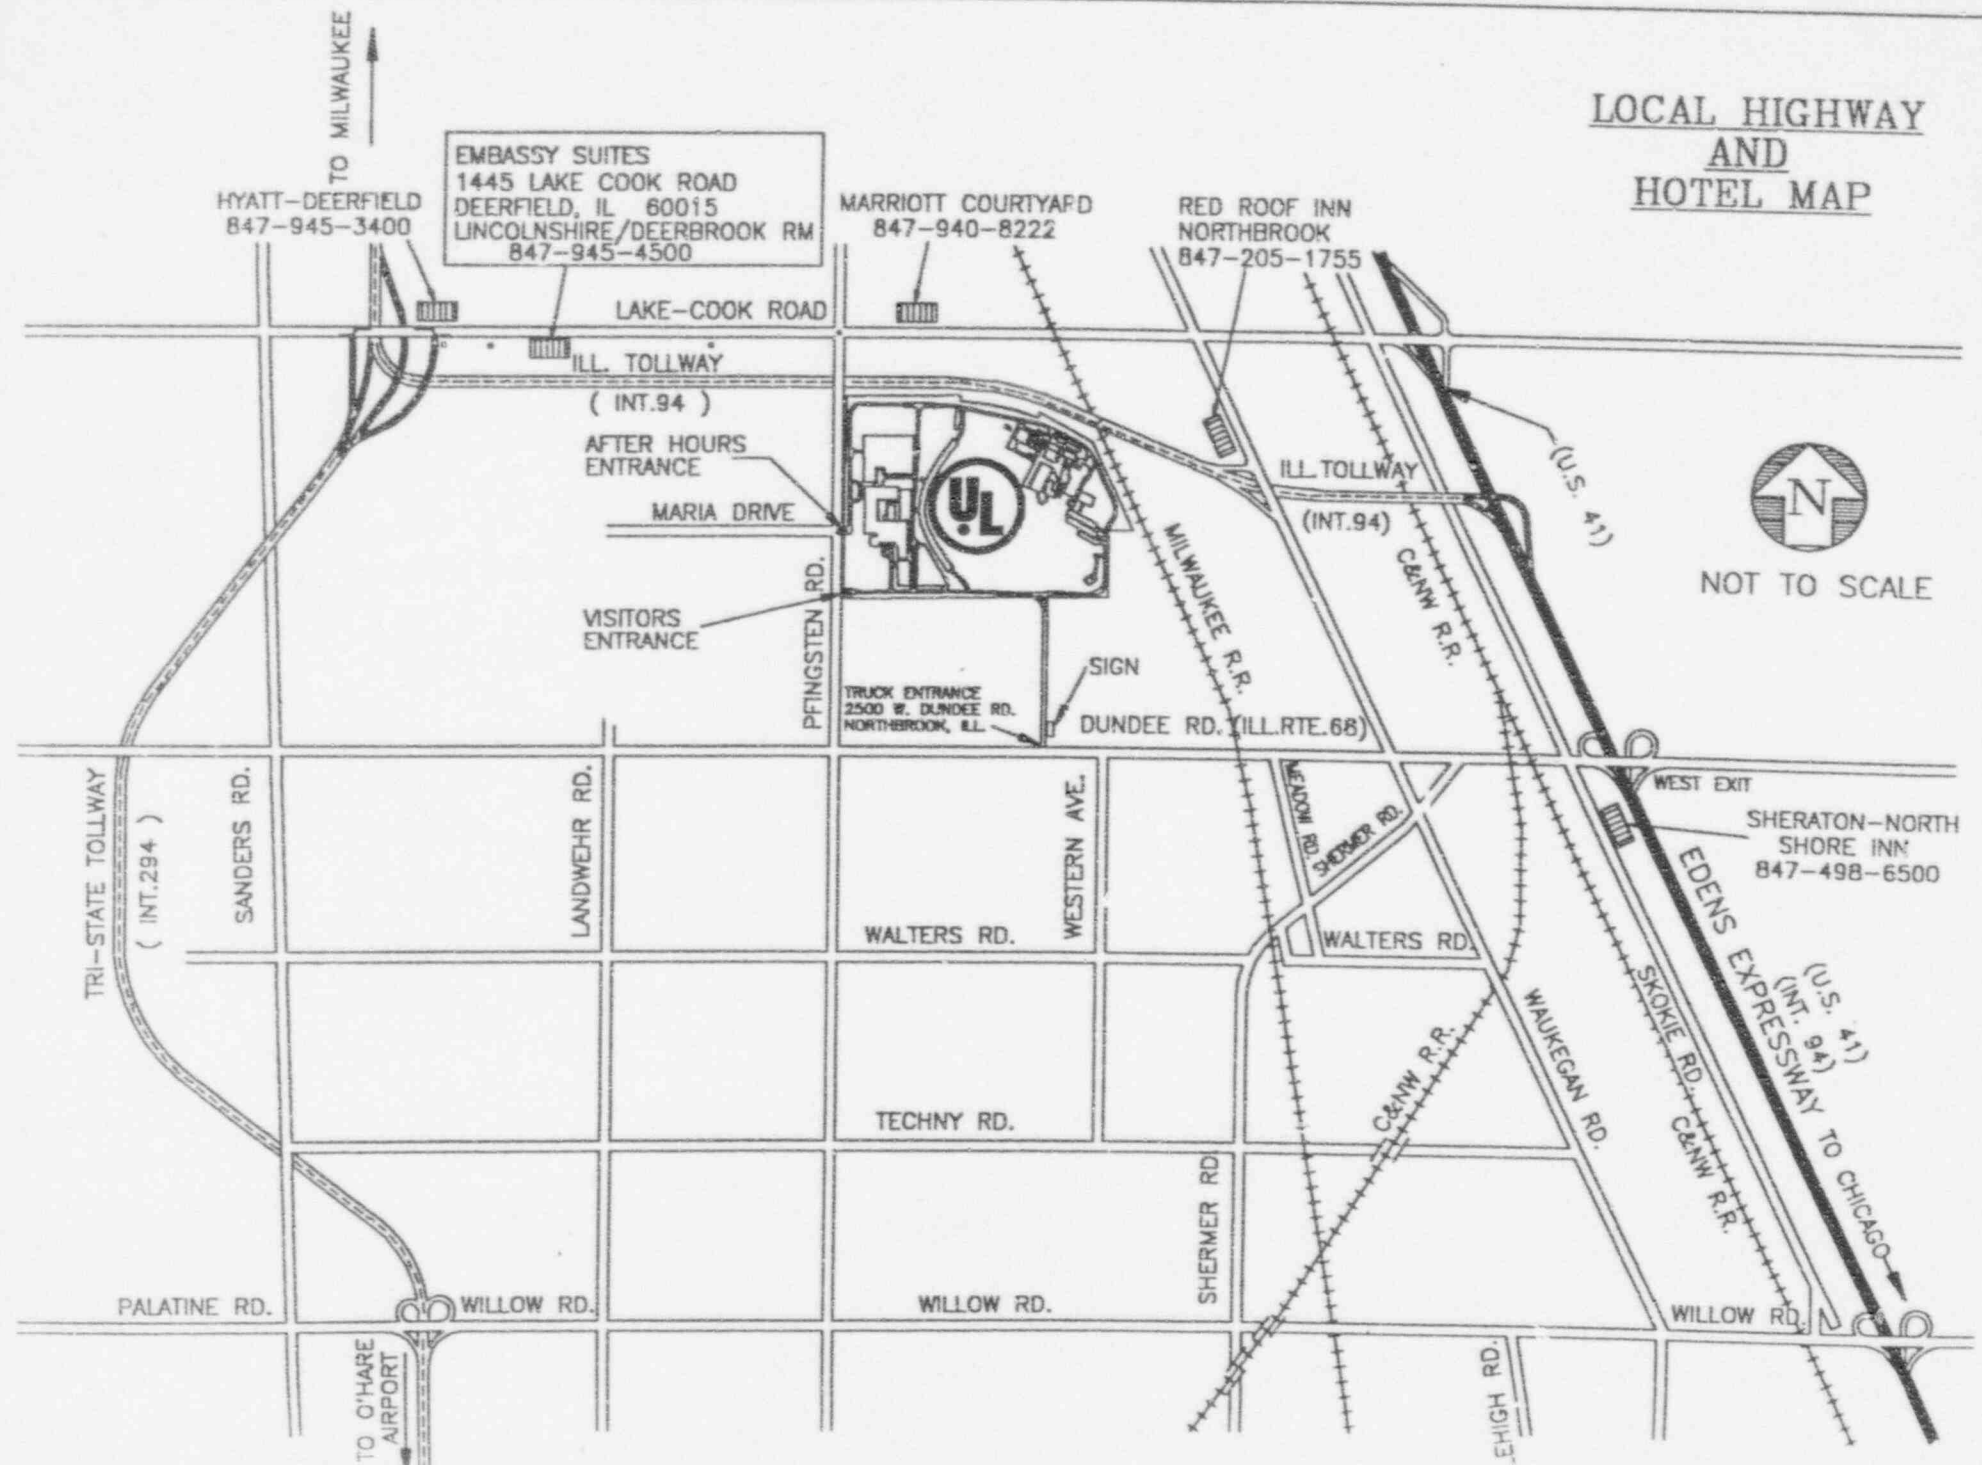 LOCAL HIGHWAY
AND
HOTEL MAP
TO MILWAUKEE
HYATT-DEERFIELD
847-945-3400
EMBASSY SUITES
1445 LAKE COOK ROAD
DEERFIELD, IL 60015
LINCOLNSHIRE/DEERBROOK RM
847-945-4500
MARRIOTT COURTYARD
847-940-8222
RED ROOF INN
NORTHBROOK
847-205-1755
LAKE-COOK ROAD
ILL. TOLLWAY
( INT.94 )
AFTER HOURS
ENTRANCE
MARIA DRIVE
UL
ILL. TOLLWAY
(INT.94)
(U.S. 41)
N
NOT TO SCALE
VISITORS
ENTRANCE
PFINGSTEN RD.
MILWAUKEE R.R.
C&NW R.R.
SIGN
TRUCK ENTRANCE
2500 W. DUNDEE RD.
NORTHBROOK, ILL.
DUNDEE RD. (ILL.RTE.68)
WEST EXIT
SHERATON-NORTH
SHORE INN
847-498-6500
TRI-STATE TOLLWAY
( INT.294 )
SANDERS RD.
LANDWEHR RD.
WESTERN AVE.
MEADOW RD.
SHERMER RD.
WALTERS RD.
WALTERS RD.
EDENS EXPRESSWAY TO CHICAGO
(U.S. 41)
(INT. 94)
SKOKIE RD.
WAUKEGAN RD.
C&NW R.R.
C&NW R.R.
TECHNY RD.
SHERMER RD.
PALATINE RD.
WILLOW RD.
WILLOW RD.
WILLOW RD.
TO O'HARE
AIRPORT
EHIGH RD.